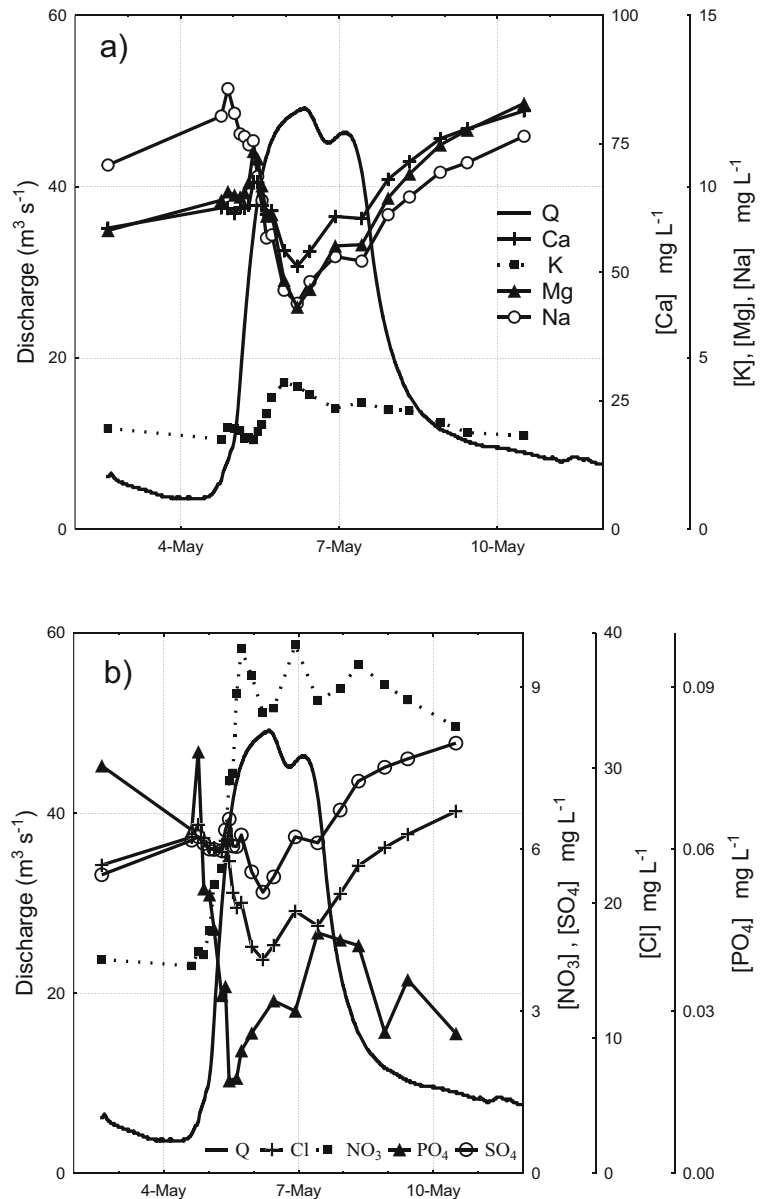 a)
60
40
20
0
Discharge (m³ s⁻¹)
4-May
7-May
10-May
Q
Ca
K
Mg
Na
100
75
50
25
0
[Ca] mg L⁻¹
15
10
5
0
[K], [Mg], [Na] mg L⁻¹
b)
60
40
20
0
Discharge (m³ s⁻¹)
4-May
7-May
10-May
Q Cl NO₃ PO₄ SO₄
9
6
3
0
[NO₃] , [SO₄] mg L⁻¹
40
30
20
10
0
[Cl] mg L⁻¹
0.09
0.06
0.03
0.00
[PO₄] mg L⁻¹